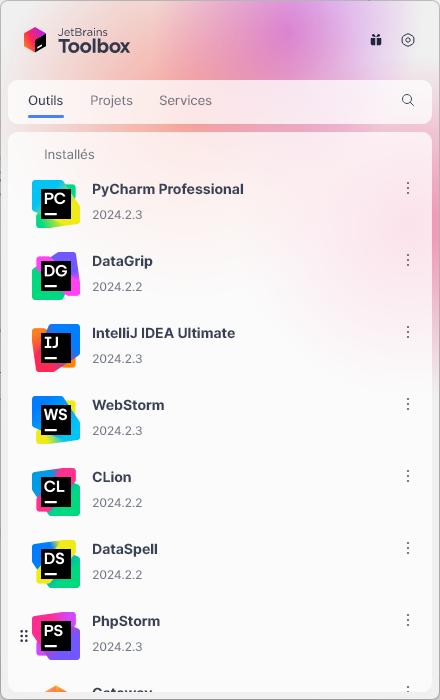 JetBrains
Toolbox
Outils Projets Services
Installés
PC
PyCharm Professional
2024.2.3
DG
DataGrip
2024.2.2
IJ
IntelliJ IDEA Ultimate
2024.2.3
WS
WebStorm
2024.2.3
CL
CLion
2024.2.2
DS
DataSpell
2024.2.2
PS
PhpStorm
2024.2.3